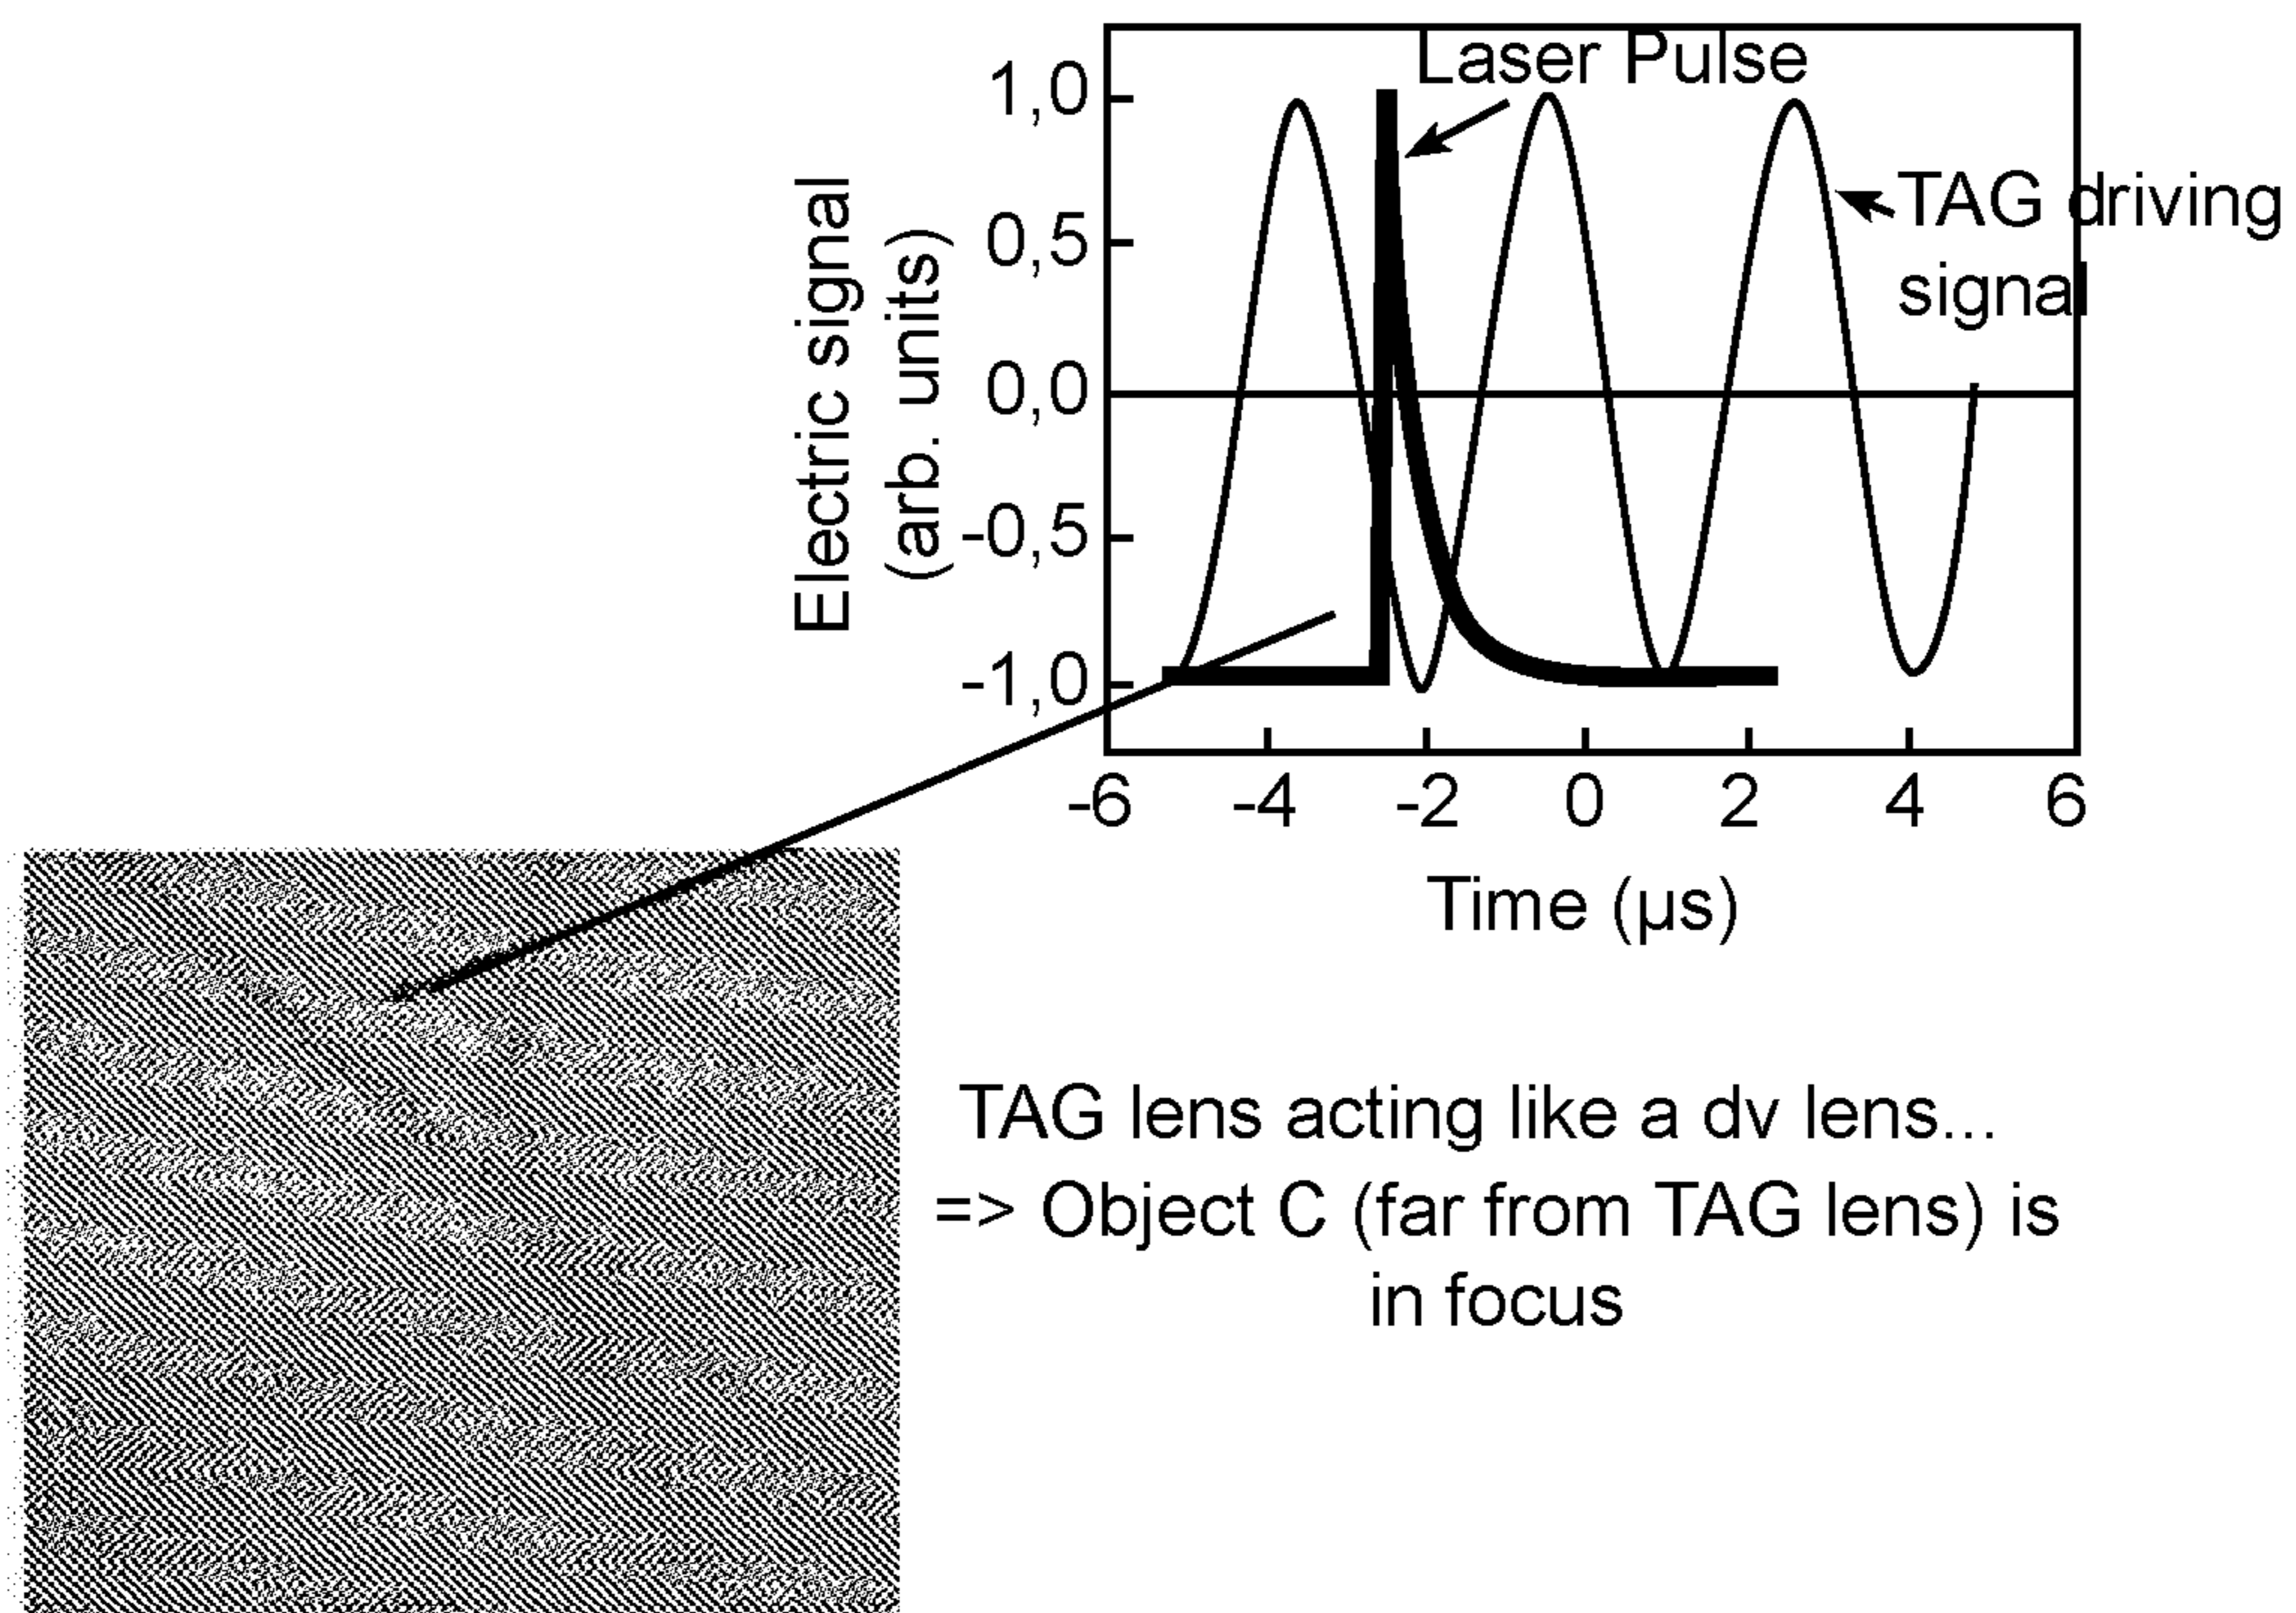 Laser Pulse
TAG driving
signal
Electric signal
(arb. units)
1,0
0,5
0,0
-0,5
-1,0
-6 -4 -2 0 2 4 6
Time (µs)
TAG lens acting like a dv lens...
=> Object C (far from TAG lens) is
in focus